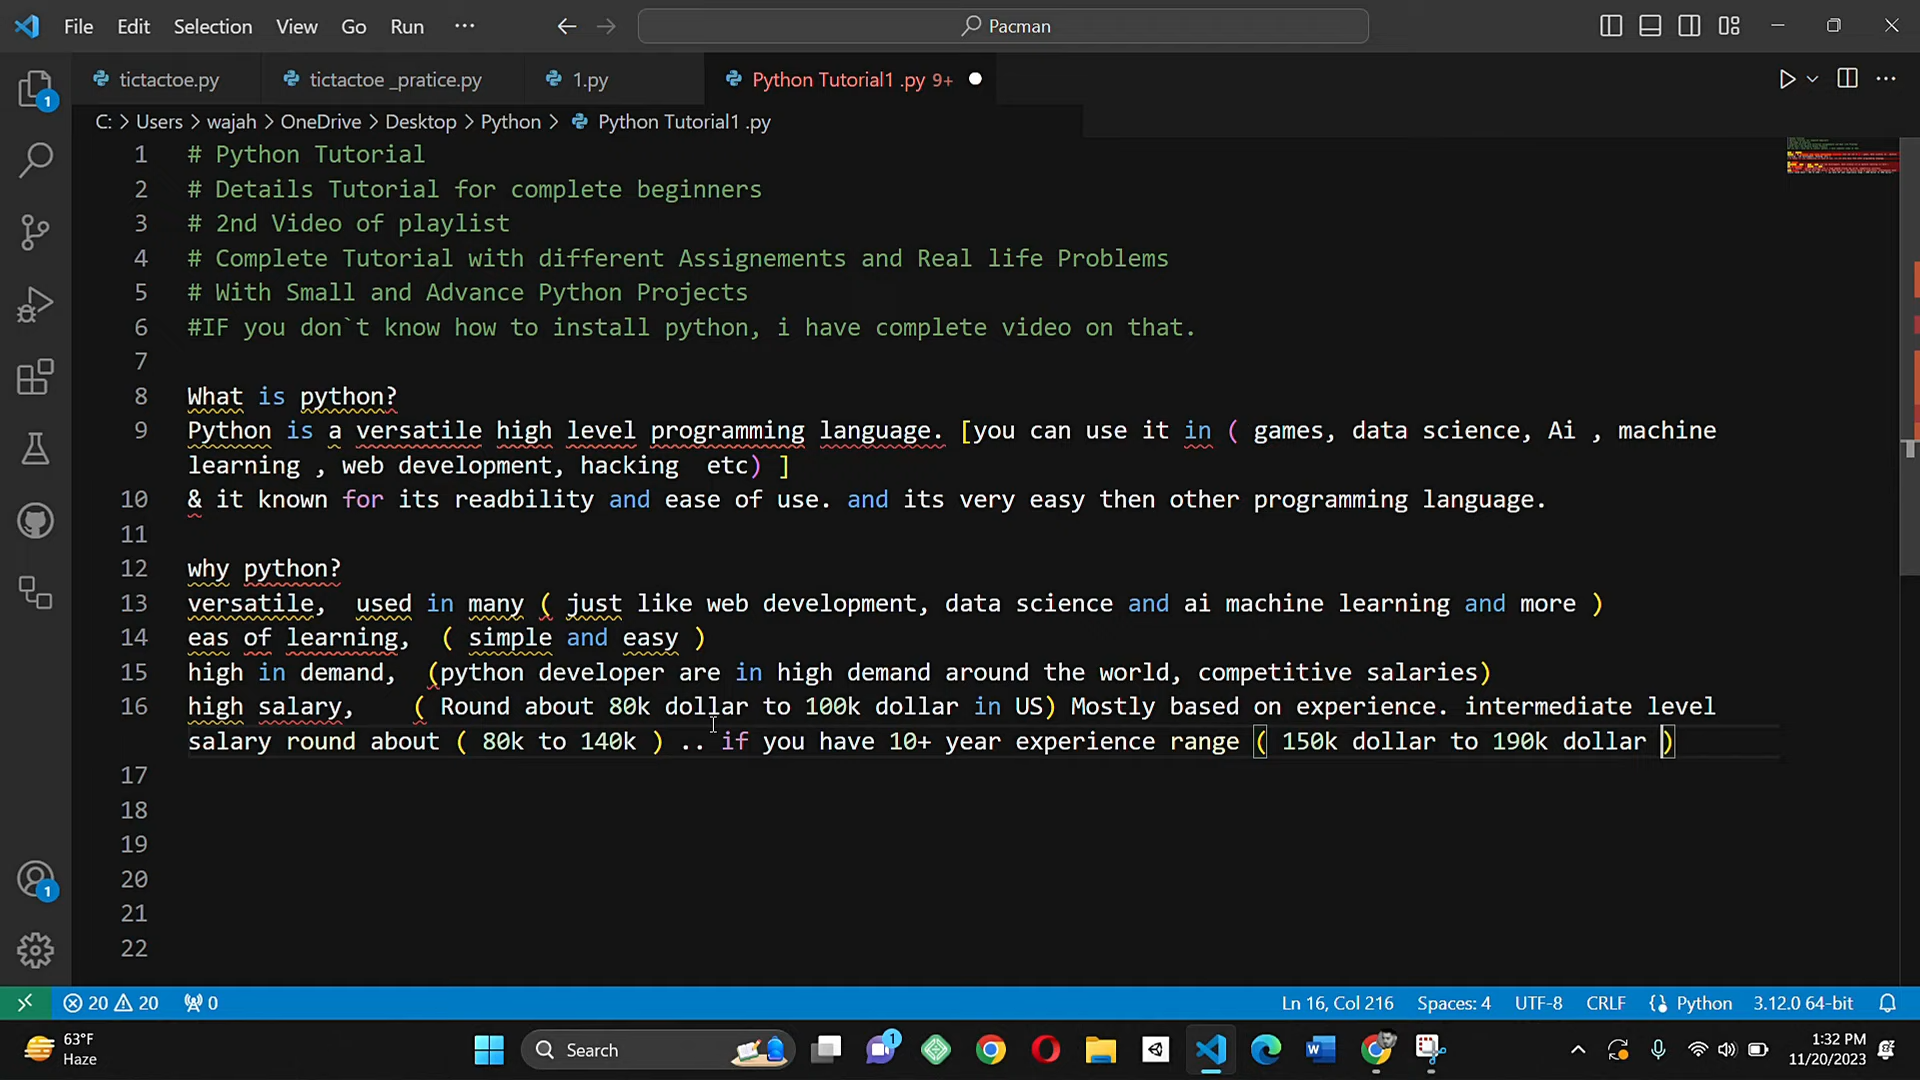 File Edit Selection View Go Run ... Pacman
tictactoe.py tictactoe _pratice.py 1.py Python Tutorial1 .py 9+
C: > Users > wajah > OneDrive > Desktop > Python > Python Tutorial1 .py
1 # Python Tutorial
2 # Details Tutorial for complete beginners
3 # 2nd Video of playlist
4 # Complete Tutorial with different Assignements and Real life Problems
5 # With Small and Advance Python Projects
6 #IF you don`t know how to install python, i have complete video on that.
7
8 What is python?
9 Python is a versatile high level programming language. [you can use it in ( games, data science, Ai , machine
learning , web development, hacking  etc) ]
10 & it known for its readbility and ease of use. and its very easy then other programming language.
11
12 why python?
13 versatile,  used in many ( just like web development, data science and ai machine learning and more )
14 eas of learning,  ( simple and easy )
15 high in demand,  (python developer are in high demand around the world, competitive salaries)
16 high salary,    ( Round about 80k dollar to 100k dollar in US) Mostly based on experience. intermediate level
salary round about ( 80k to 140k ) .. if you have 10+ year experience range ( 150k dollar to 190k dollar )
17
18
19
20
21
22
1
1
20 20 0 Ln 16, Col 216 Spaces: 4 UTF-8 CRLF Python 3.12.0 64-bit
63°F
Haze
Search
1
1:32 PM
11/20/2023